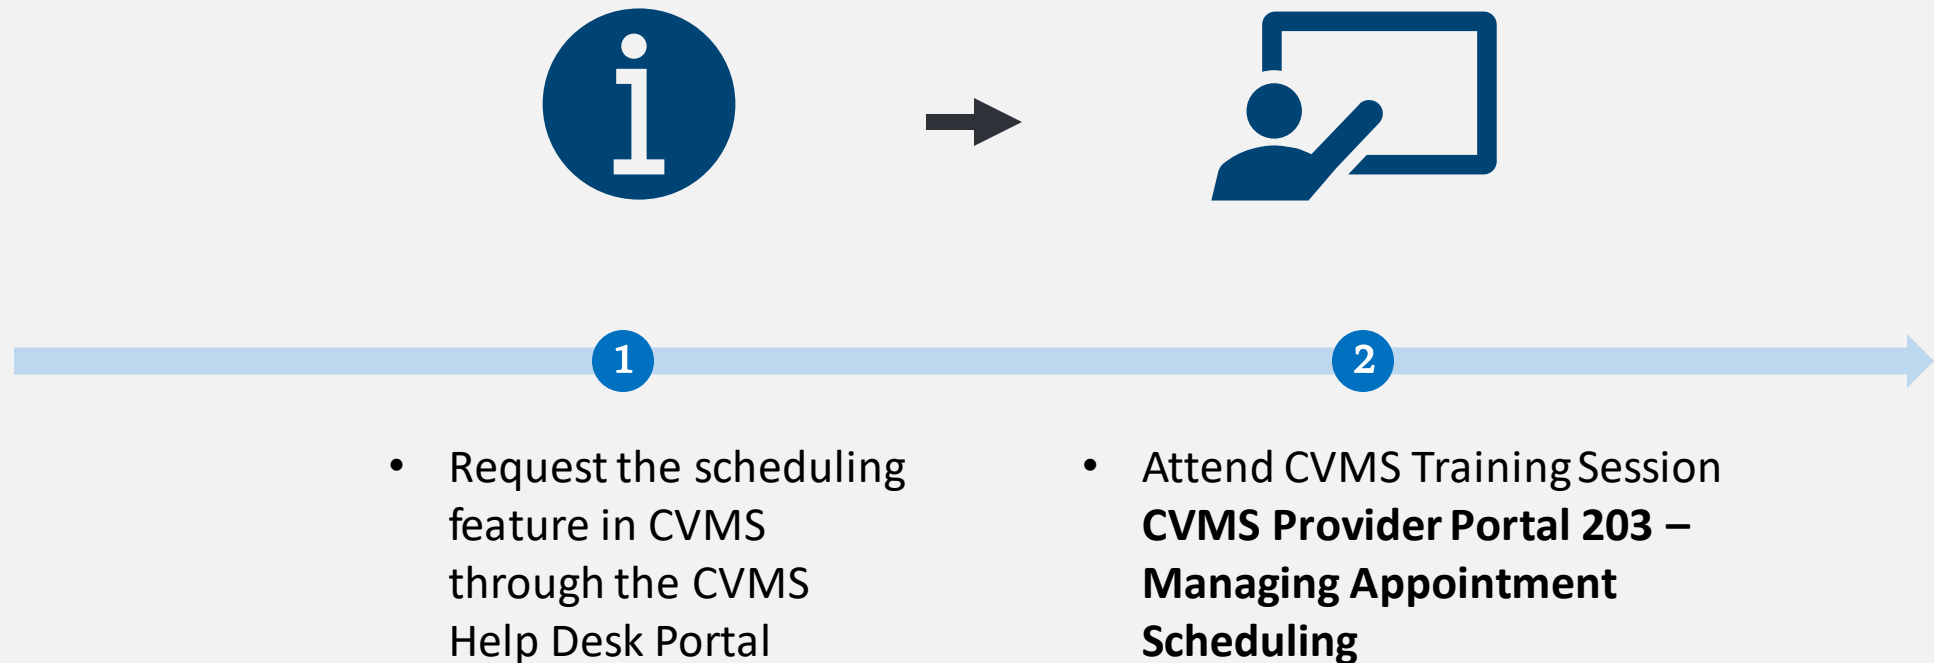 i
1
2
• Request the scheduling
feature in CVMS
through the CVMS
Help Desk Portal
• Attend CVMS Training Session
CVMS Provider Portal 203 –
Managing Appointment
Scheduling